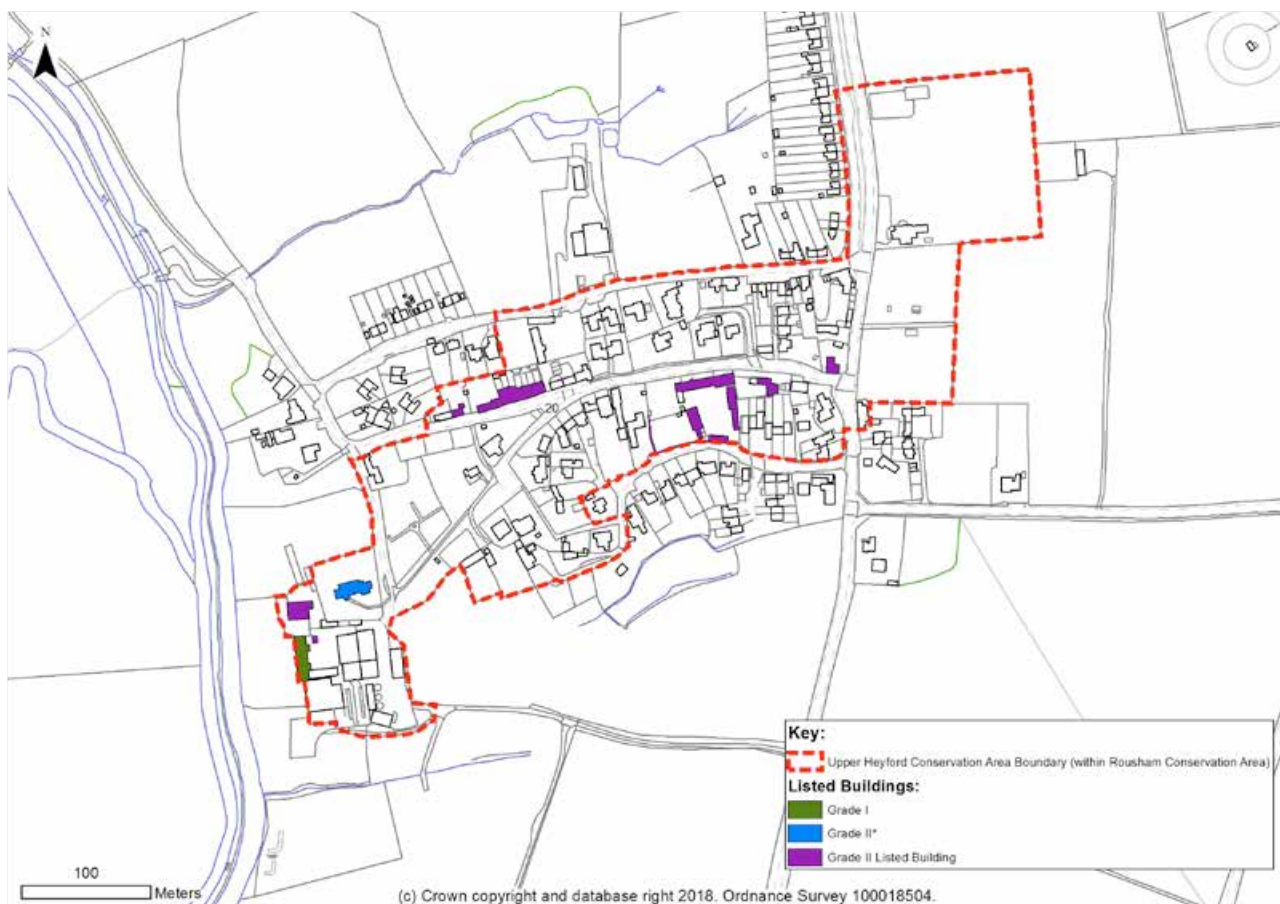 N
20
Key:
Upper Heyford Conservation Area Boundary (within Rousham Conservation Area)
Listed Buildings:
Grade I
Grade II*
Grade II Listed Building
100
Meters
(c) Crown copyright and database right 2018. Ordnance Survey 100018504.